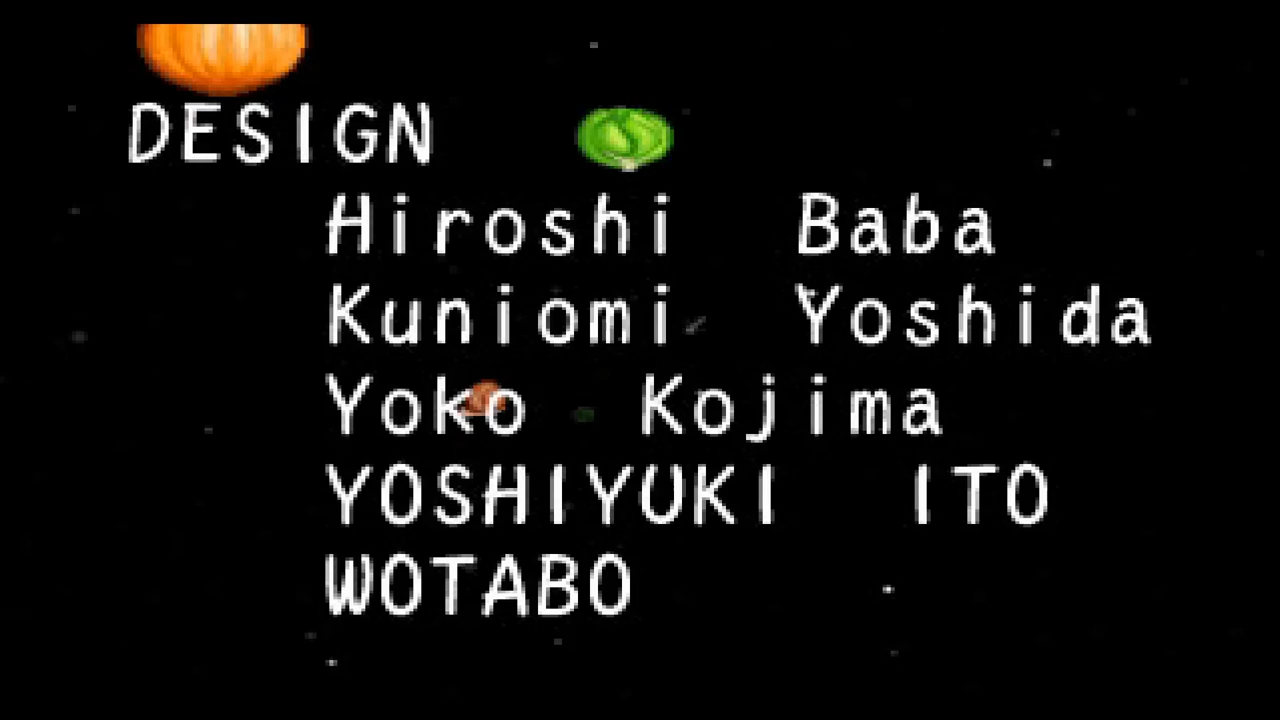 DESIGN
Hiroshi Baba
Kuniomi Yoshida
Yoko Kojima
YOSHIYUKI ITO
WOTABO